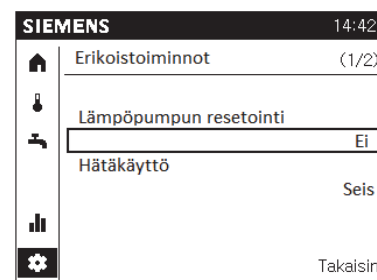 SIEMENS 14:42
Erikoistoiminnot (1/2)
Lämpöpumpun resetointi
Ei
Hätäkäyttö
Seis
Takaisin